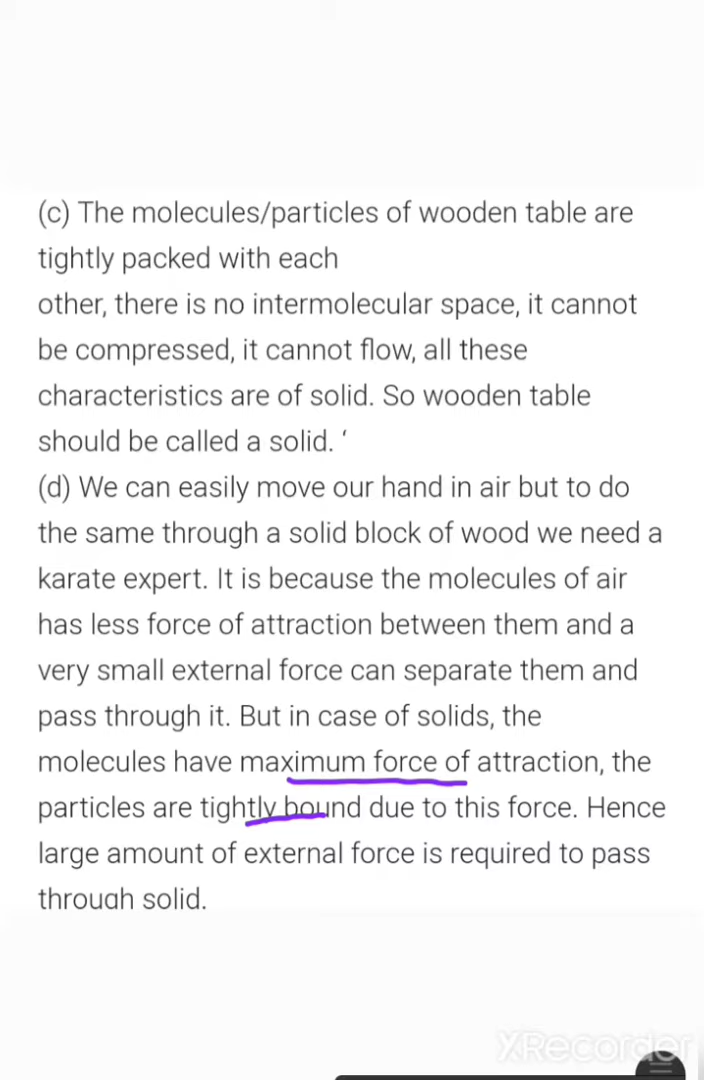 (c) The molecules/particles of wooden table are
tightly packed with each
other, there is no intermolecular space, it cannot
be compressed, it cannot flow, all these
characteristics are of solid. So wooden table
should be called a solid. ‘
(d) We can easily move our hand in air but to do
the same through a solid block of wood we need a
karate expert. It is because the molecules of air
has less force of attraction between them and a
very small external force can separate them and
pass through it. But in case of solids, the
molecules have maximum force of attraction, the
particles are tightly bound due to this force. Hence
large amount of external force is required to pass
through solid.
XRecorder